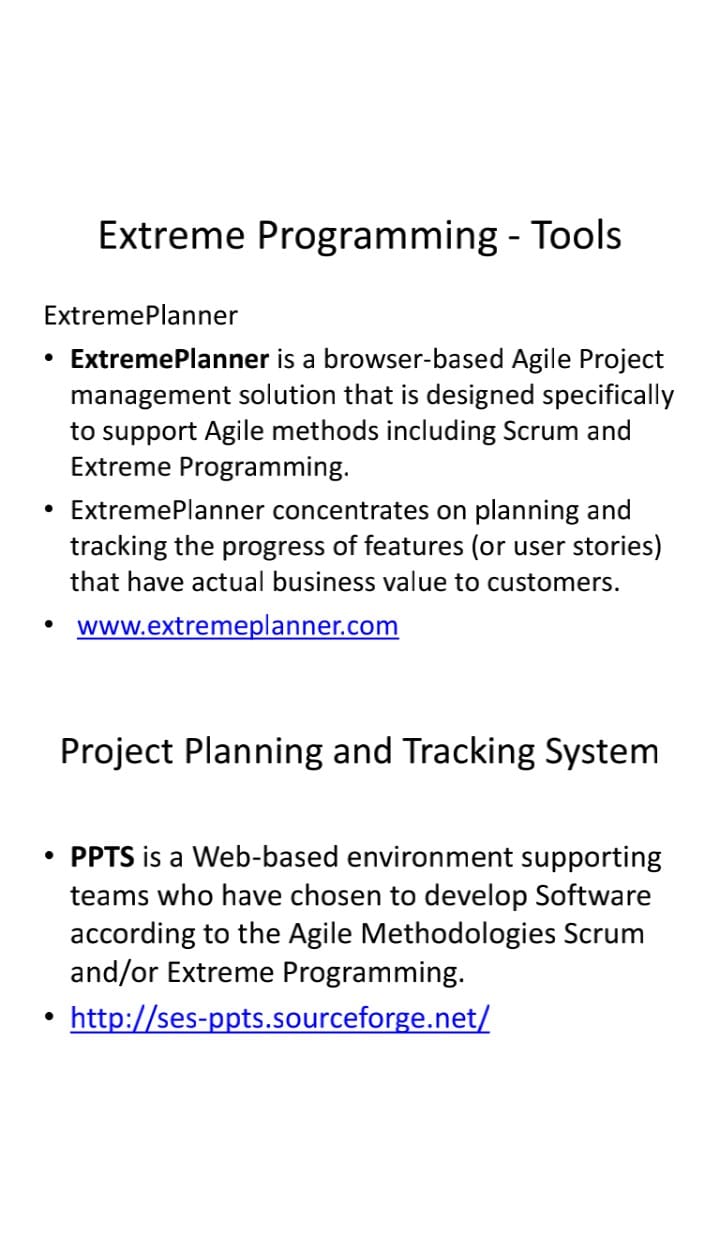 Extreme Programming - Tools
ExtremePlanner
• ExtremePlanner is a browser-based Agile Project
management solution that is designed specifically
to support Agile methods including Scrum and
Extreme Programming.
• ExtremePlanner concentrates on planning and
tracking the progress of features (or user stories)
that have actual business value to customers.
• www.extremeplanner.com
Project Planning and Tracking System
• PPTS is a Web-based environment supporting
teams who have chosen to develop Software
according to the Agile Methodologies Scrum
and/or Extreme Programming.
• http://ses-ppts.sourceforge.net/